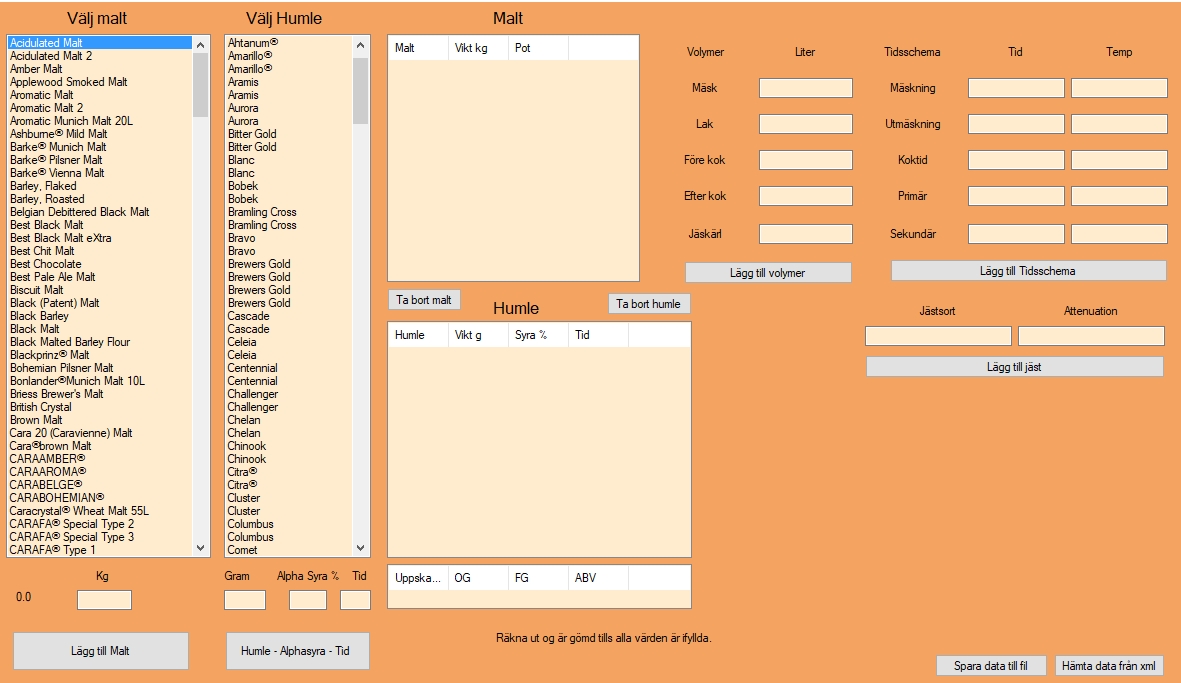 Välj malt
Acidulated Malt
Acidulated Malt 2
Amber Malt
Applewood Smoked Malt
Aromatic Malt
Aromatic Malt 2
Aromatic Munich Malt 20L
Ashburne® Mild Malt
Barke® Munich Malt
Barke® Pilsner Malt
Barke® Vienna Malt
Barley, Flaked
Barley, Roasted
Belgian Debittered Black Malt
Best Black Malt
Best Black Malt eXtra
Best Chit Malt
Best Chocolate
Best Pale Ale Malt
Biscuit Malt
Black (Patent) Malt
Black Barley
Black Malt
Black Malted Barley Flour
Blackprinz® Malt
Bohemian Pilsner Malt
Bonlander®Munich Malt 10L
Briess Brewer's Malt
British Crystal
Brown Malt
Cara 20 (Caravienne) Malt
Cara®brown Malt
CARAAMBER®
CARAAROMA®
CARABELGE®
CARABOHEMIAN®
Caracrystal® Wheat Malt 55L
CARAFA® Special Type 2
CARAFA® Special Type 3
CARAFA® Type 1
Kg
0.0
Lägg till Malt
Välj Humle
Ahtanum®
Amarillo®
Amarillo®
Aramis
Aramis
Aurora
Aurora
Bitter Gold
Bitter Gold
Blanc
Blanc
Bobek
Bobek
Bramling Cross
Bramling Cross
Bravo
Bravo
Brewers Gold
Brewers Gold
Brewers Gold
Brewers Gold
Cascade
Cascade
Celeia
Celeia
Centennial
Centennial
Challenger
Challenger
Chelan
Chelan
Chinook
Chinook
Citra®
Citra®
Cluster
Cluster
Columbus
Columbus
Comet
Gram Alpha Syra % Tid
Humle - Alphasyra - Tid
Malt
Malt Vikt kg Pot
Ta bort malt
Ta bort humle
Humle
Humle Vikt g Syra % Tid
Uppska... OG FG ABV
Räkna ut og är gömd tills alla värden är ifyllda.
Volymer Liter
Mäsk
Lak
Före kok
Efter kok
Jäskärl
Lägg till volymer
Tidsschema Tid Temp
Mäskning
Utmäskning
Koktid
Primär
Sekundär
Lägg till Tidsschema
Jästsort Attenuation
Lägg till jäst
Spara data till fil
Hämta data från xml